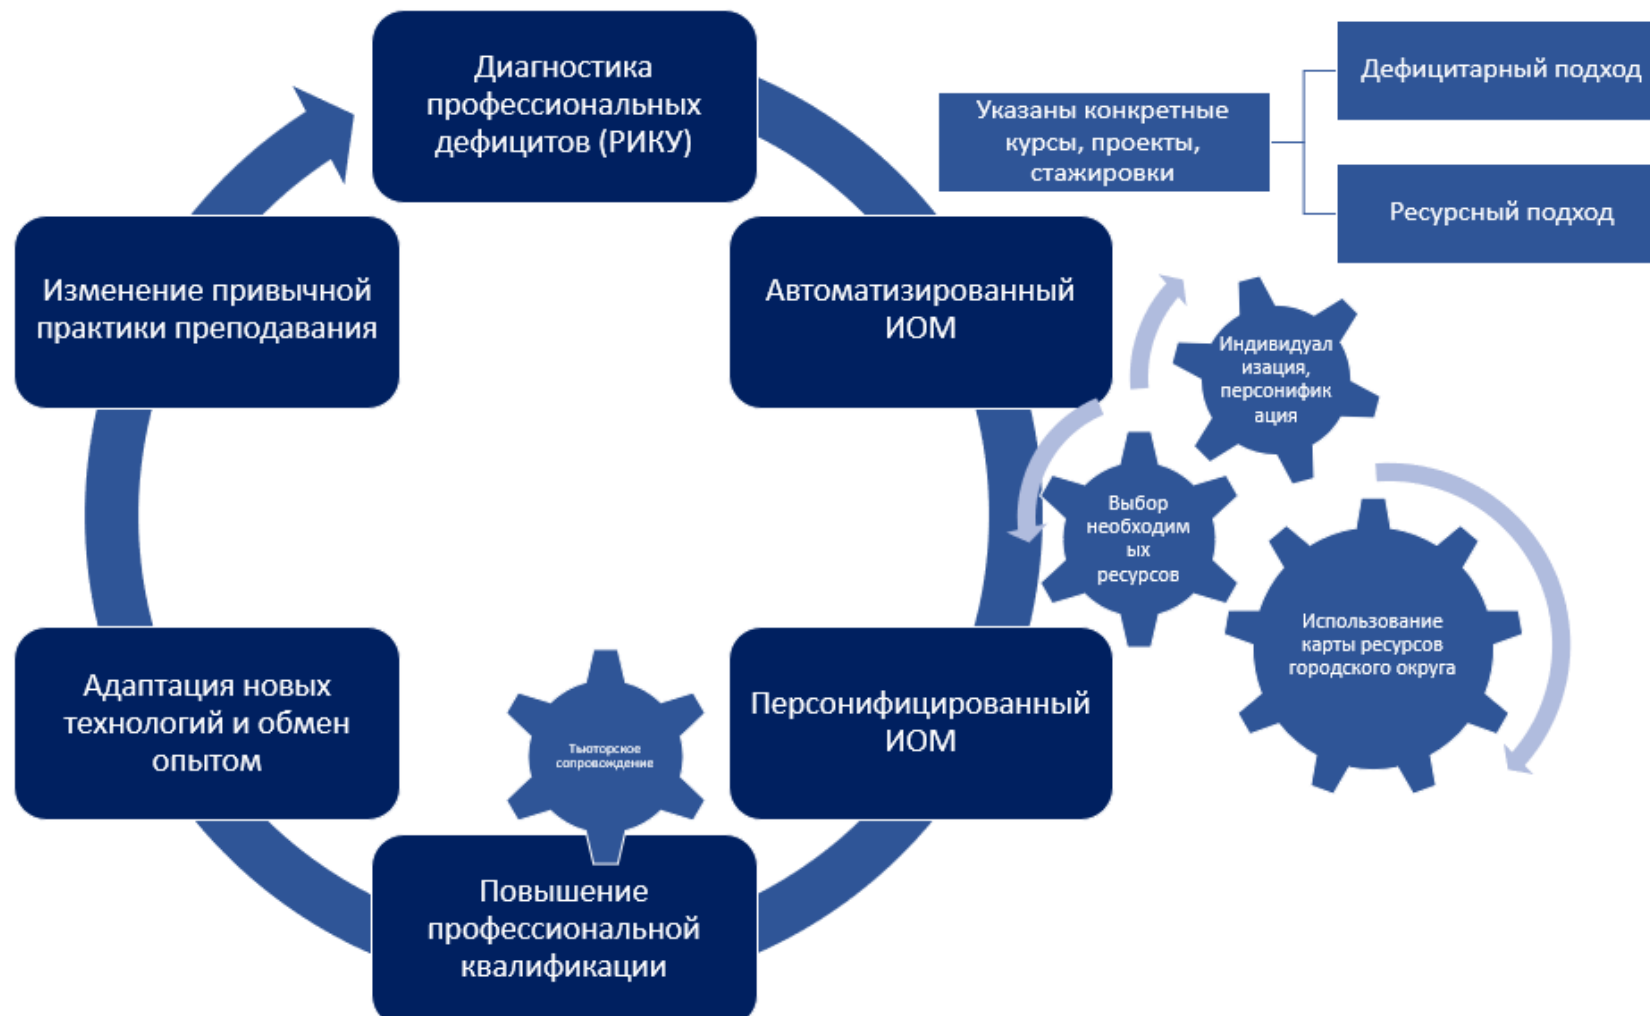 Диагностика
профессиональных
дефицитов (РИКУ)
Указаны конкретные
курсы, проекты,
стажировки
Дефицитарный подход
Ресурсный подход
Изменение привычной
практики преподавания
Автоматизированный
ИОМ
Индивидуал
изация,
персонифик
ация
Выбор
необходим
ых
ресурсов
Использование
карты ресурсов
городского округа
Адаптация новых
технологий и обмен
опытом
Тьюторское
сопровождение
Персонифицированный
ИОМ
Повышение
профессиональной
квалификации